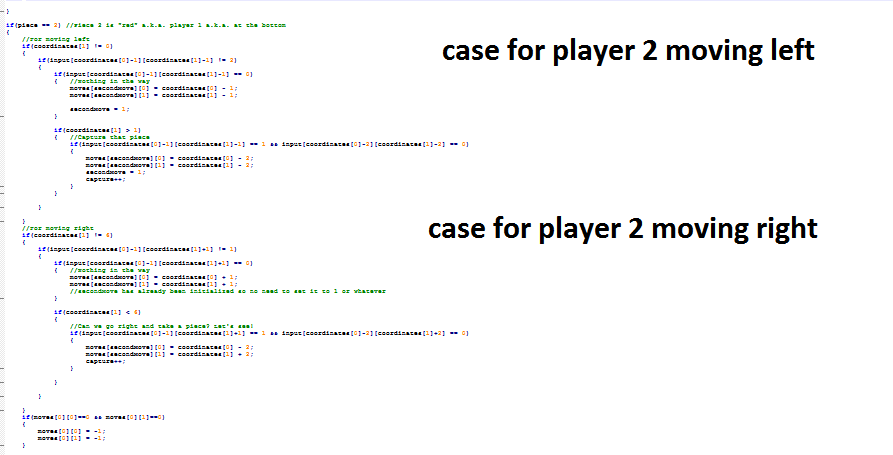 }
if(piece == 2) //Piece 2 is "red" a.k.a. player 1 a.k.a. at the botton
{
//For moving left
if(coordinates[1] != 0)
{
if(input[coordinates[0]-1][coordinates[1]-1] != 2)
{
if(input[coordinates[0]-1][coordinates[1]-1] == 0)
{ //Nothing in the way
moves[secondmove][0] = coordinates[0] - 1;
moves[secondmove][1] = coordinates[1] - 1;
secondmove = 1;
}
if(coordinates[1] > 1)
{ //Capture that piece
if(input[coordinates[0]-1][coordinates[1]-1] == 1 && input[coordinates[0]-2][coordinates[1]-2] == 0)
{
moves[secondmove][0] = coordinates[0] - 2;
moves[secondmove][1] = coordinates[1] - 2;
secondmove = 1;
capture++;
}
}
}
}
case for player 2 moving left
//For moving right
if(coordinates[1] != 6)
{
if(input[coordinates[0]-1][coordinates[1]+1] != 1)
{
if(input[coordinates[0]-1][coordinates[1]+1] == 0)
{ //Nothing in the way
moves[secondmove][0] = coordinates[0] + 1;
moves[secondmove][1] = coordinates[1] + 1;
//secondmove has already been initialized so no need to set it to 1 or whatever
}
if(coordinates[1] < 6)
{
//Can we go right and take a piece? Let's see!
if(input[coordinates[0]-1][coordinates[1]+1] == 1 && input[coordinates[0]-2][coordinates[1]+2] == 0)
{
moves[secondmove][0] = coordinates[0] - 2;
moves[secondmove][1] = coordinates[1] + 2;
capture++;
}
}
}
}
case for player 2 moving right
if(moves[0][0]==0 && moves[0][1]==0)
{
moves[0][0] = -1;
moves[0][1] = -1;
}